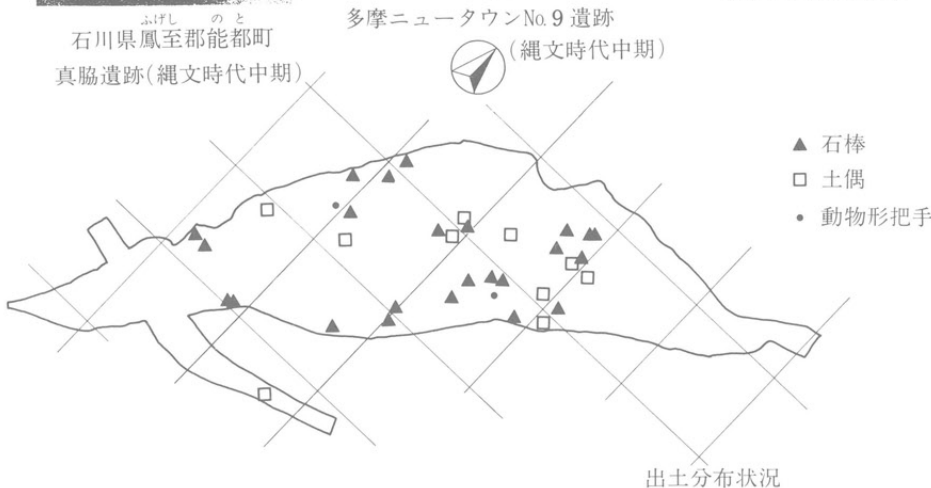 石川県鳳至郡能都町
ふげし のと
真脇遺跡(縄文時代中期)
多摩ニュータウンNo.9遺跡
(縄文時代中期)
▲ 石棒
□ 土偶
• 動物形把手
出土分布状況